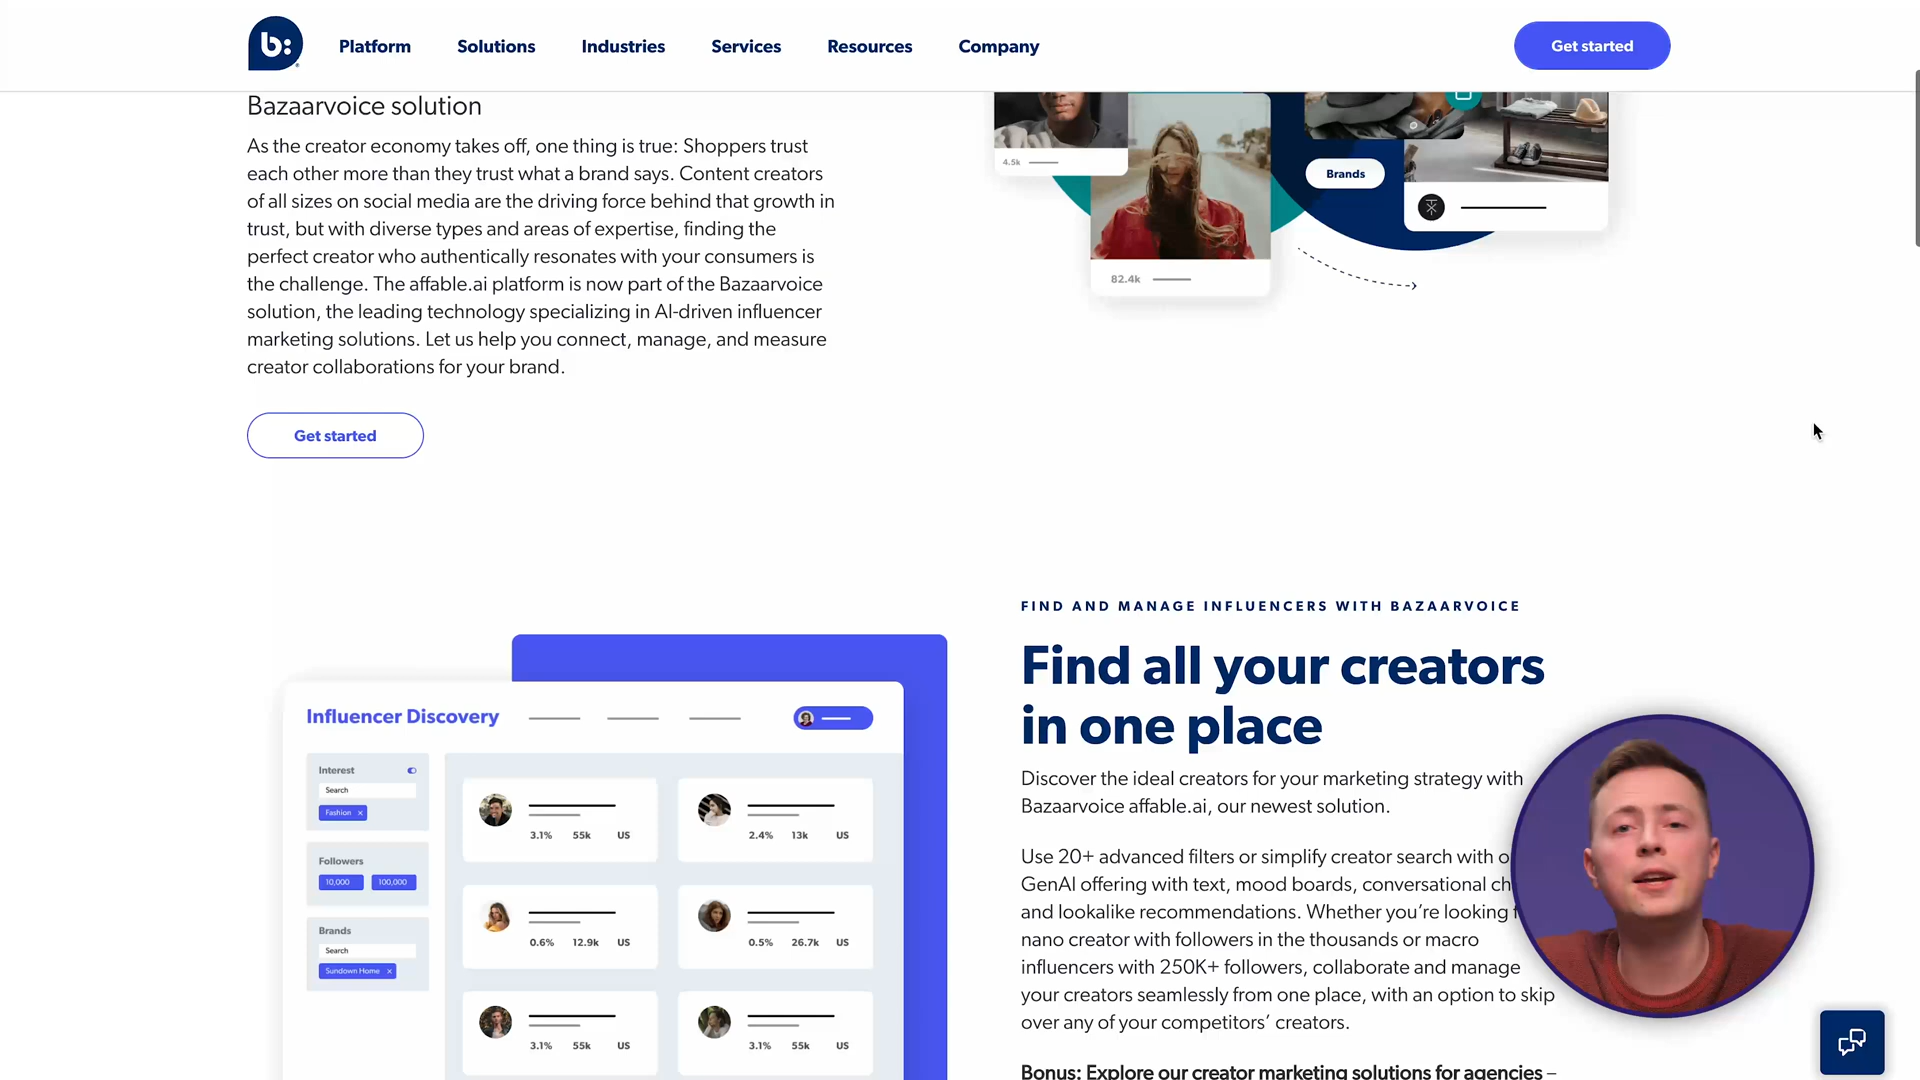 b:
Platform
Solutions
Industries
Services
Resources
Company
Get started
Bazaarvoice solution
As the creator economy takes off, one thing is true: Shoppers trust
each other more than they trust what a brand says. Content creators
of all sizes on social media are the driving force behind that growth in
trust, but with diverse types and areas of expertise, finding the
perfect creator who authentically resonates with your consumers is
the challenge. The affable.ai platform is now part of the Bazaarvoice
solution, the leading technology specializing in AI-driven influencer
marketing solutions. Let us help you connect, manage, and measure
creator collaborations for your brand.
Get started
4.5k
82.4k
Brands
Influencer Discovery
Interest
Search
Fashion ×
Followers
10,000
100,000
Brands
Search
Sundown Home ×
3.1% 55k US
2.4% 13k US
0.6% 12.9k US
0.5% 26.7k US
3.1% 55k US
3.1% 55k US
FIND AND MANAGE INFLUENCERS WITH BAZAARVOICE
Find all your creators
in one place
Discover the ideal creators for your marketing strategy with
Bazaarvoice affable.ai, our newest solution.
Use 20+ advanced filters or simplify creator search with
GenAI offering with text, mood boards, conversational
and lookalike recommendations. Whether you're looking
nano creator with followers in the thousands or macro
influencers with 250K+ followers, collaborate and manage
your creators seamlessly from one place, with an option to skip
over any of your competitors' creators.
Bonus: Explore our creator marketing solutions for agencies –